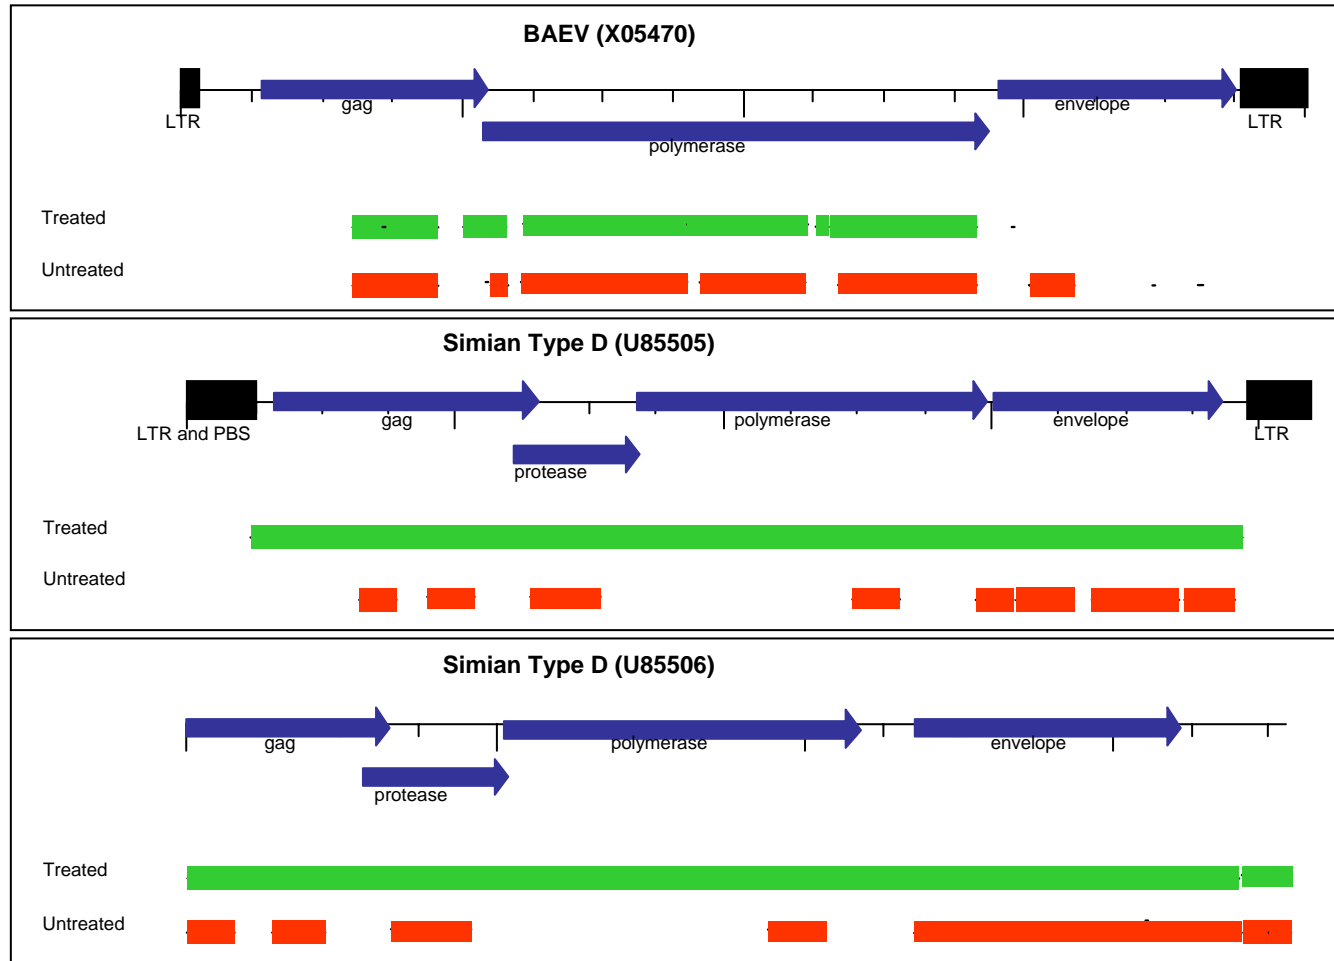 BAEV (X05470)
gag
envelope
LTR
LTR
polymerase
Treated
Untreated
Simian Type D (U85505)
gag
polymerase
envelope
LTR and PBS
LTR
protease
Treated
Untreated
Simian Type D (U85506)
gag
polymerase
envelope
protease
Treated
Untreated